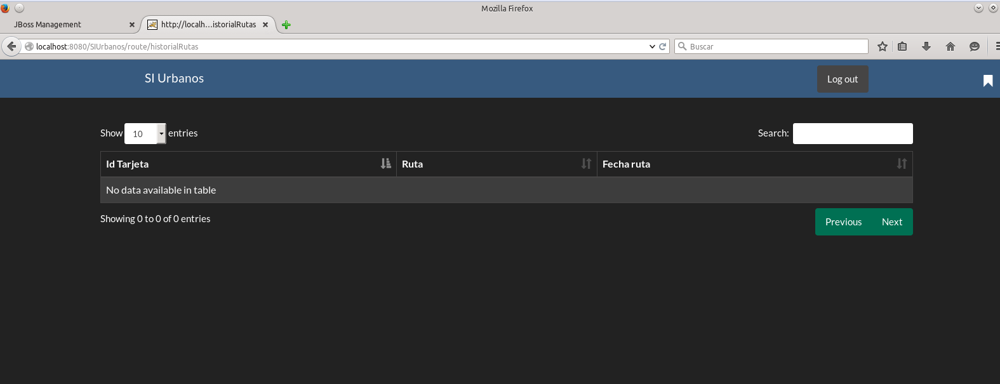 Mozilla Firefox
JBoss Management
http://localh...istorialRutas
localhost:8080/SIUrbanos/route/historialRutas
Buscar
SI Urbanos
Log out
Show 10 entries
Search:
Id Tarjeta
Ruta
Fecha ruta
No data available in table
Showing 0 to 0 of 0 entries
Previous
Next